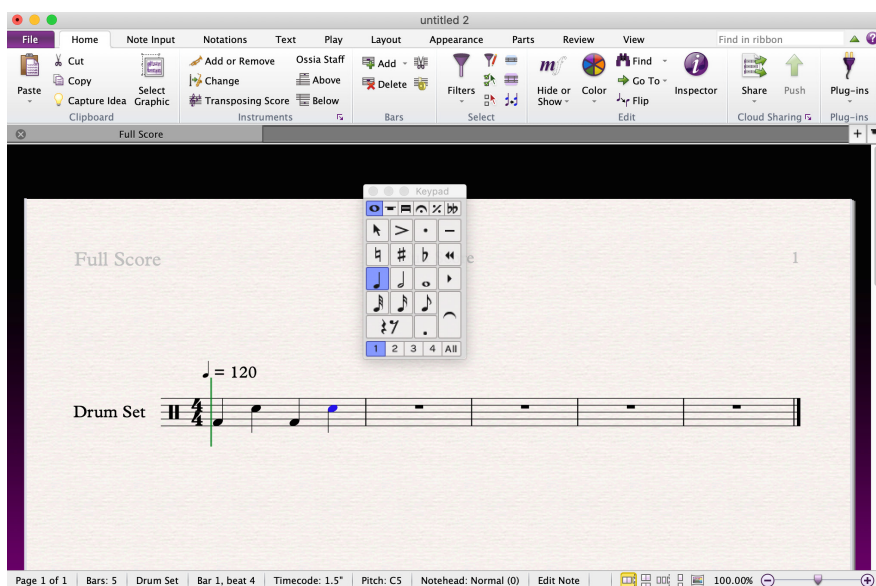 untitled 2
File Home Note Input Notations Text Play Layout Appearance Parts Review View Find in ribbon
Paste
Cut
Copy
Capture Idea
Select Graphic
Clipboard
Add or Remove
Change
Transposing Score
Ossia Staff
Above
Below
Instruments
Add
Delete
Bars
Filters
Select
Hide or Show
Color
Find
Go To
Flip
Inspector
Edit
Share
Push
Cloud Sharing
Plug-ins
Plug-ins
Full Score
Keypad
1 2 3 4 All
Full Score
1
= 120
Drum Set
4
4
Page 1 of 1 Bars: 5 Drum Set Bar 1, beat 4 Timecode: 1.5" Pitch: C5 Notehead: Normal (0) Edit Note 100.00%